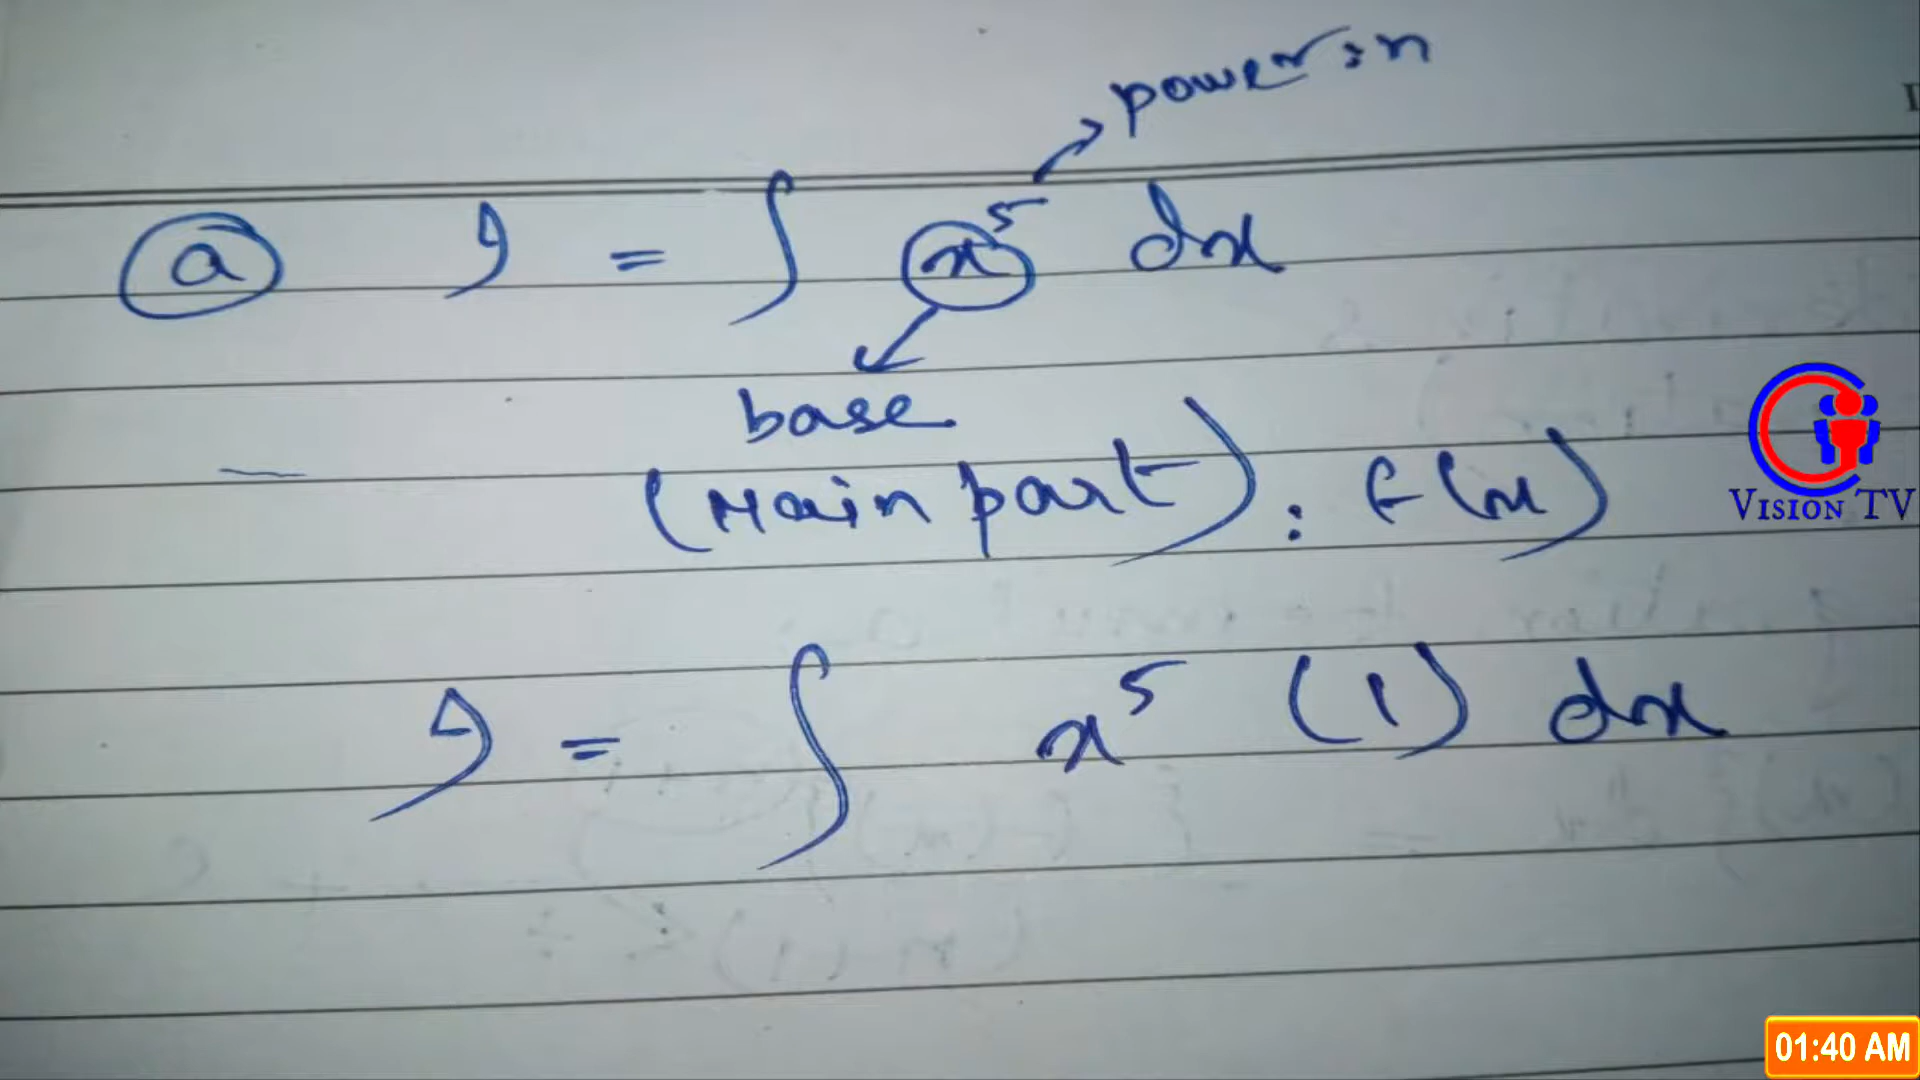 power : n
a I = ∫ x⁵ dx
base
(Main part) : f(x)
I = ∫ x⁵ (1) dx
VISION TV
01:40 AM